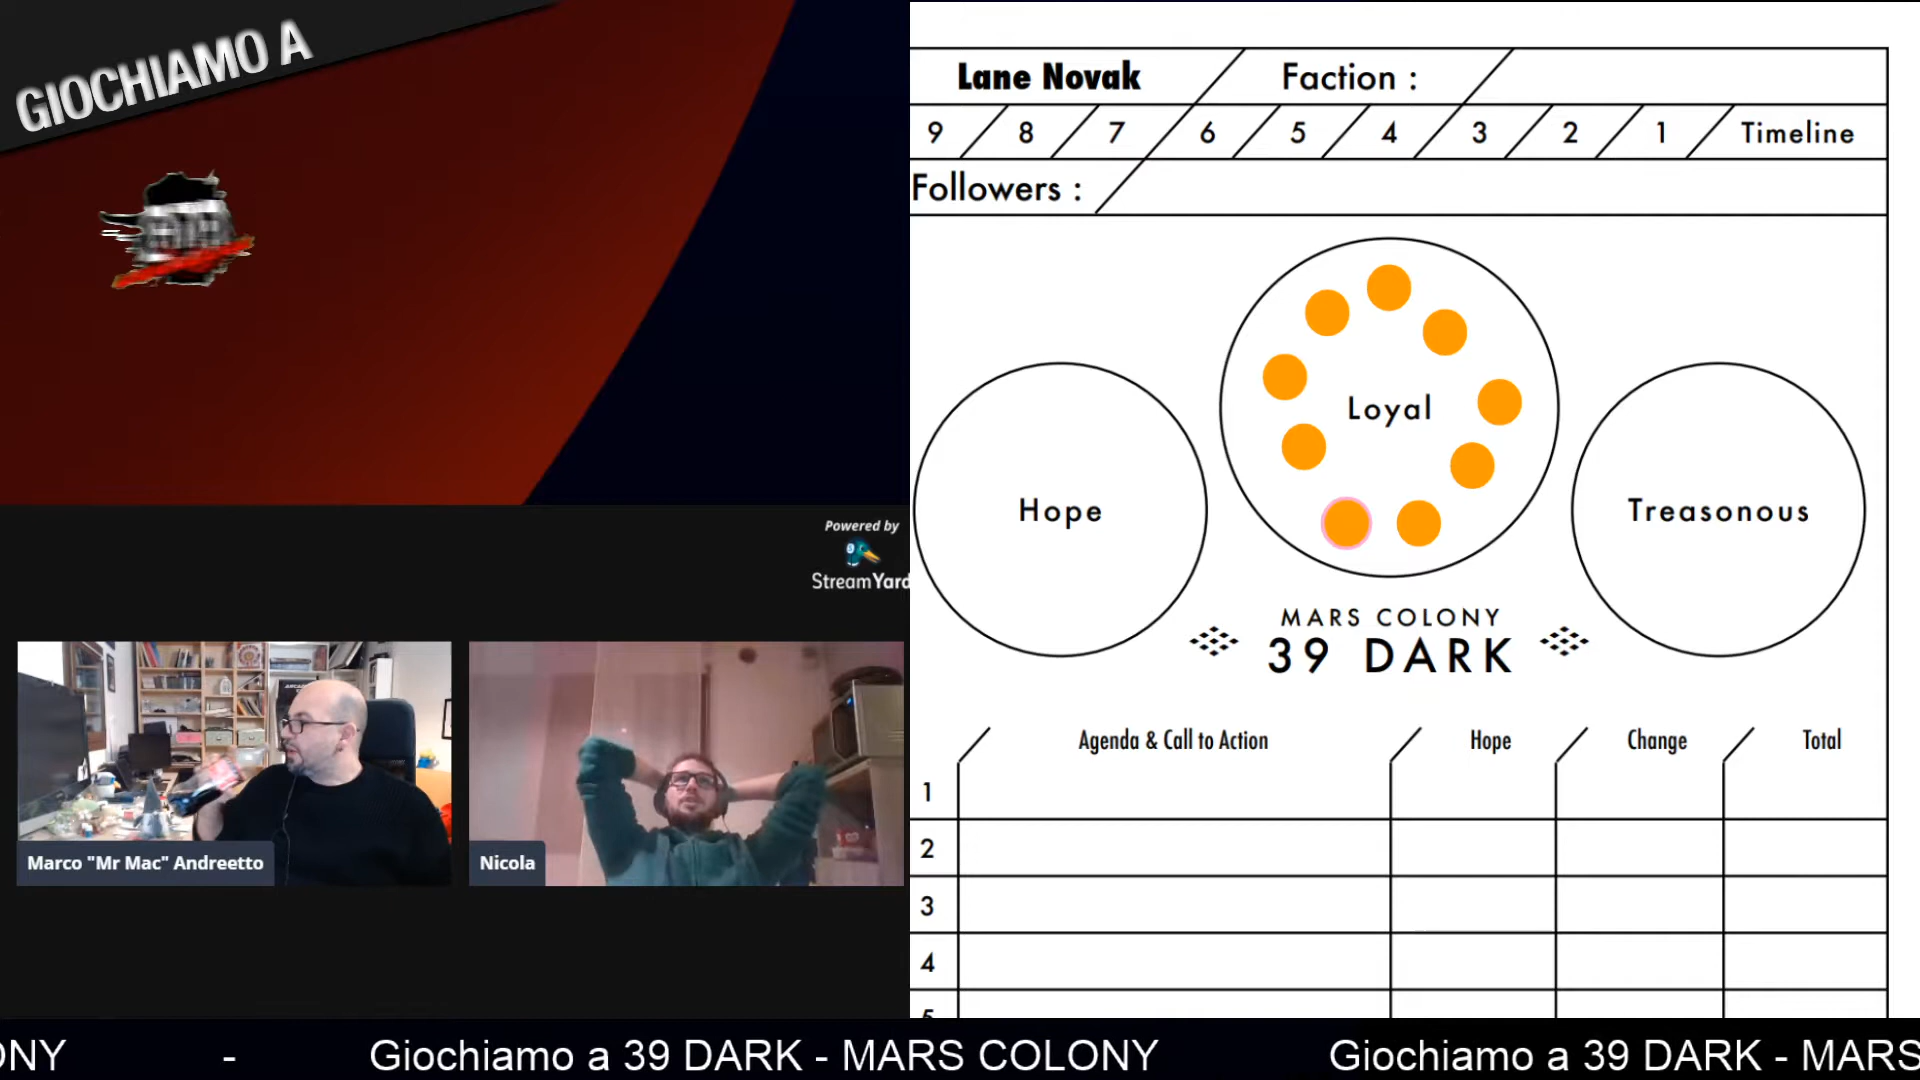 GIOCHIAMO A
Powered by
StreamYard
Marco "Mr Mac" Andreetto
Nicola
Lane Novak
Faction :
9 8 7 6 5 4 3 2 1 Timeline
Followers :
Loyal
Hope
Treasonous
MARS COLONY
39 DARK
Agenda & Call to Action Hope Change Total
1
2
3
4
5
ONY - Giochiamo a 39 DARK - MARS COLONY Giochiamo a 39 DARK - MARS